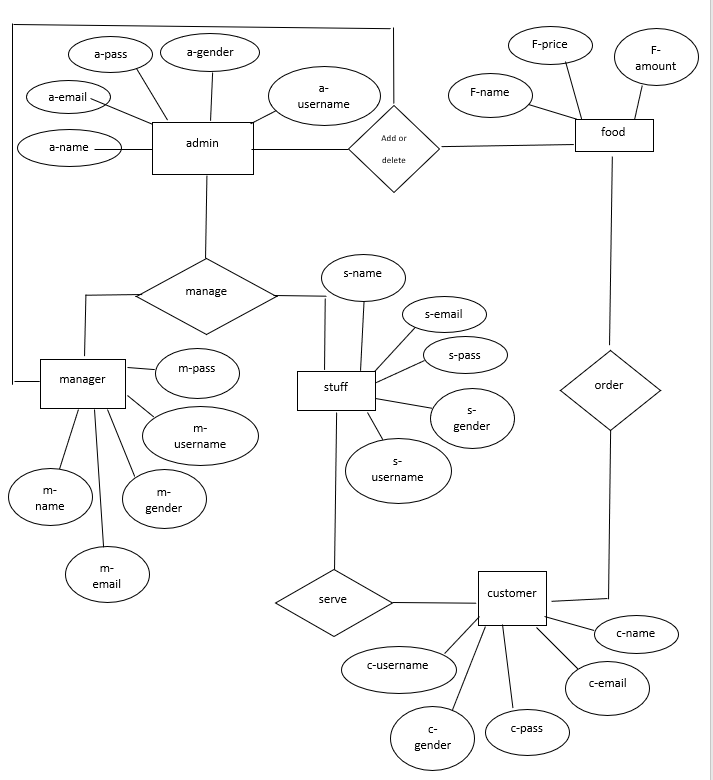 a-pass
a-gender
F-price
F-
amount
a-email
a-
username
F-name
a-name
admin
Add or
delete
food
manage
s-name
s-email
s-pass
manager
m-pass
stuff
order
s-
gender
m-
username
s-
username
m-
name
m-
gender
m-
email
serve
customer
c-name
c-username
c-email
c-
gender
c-pass